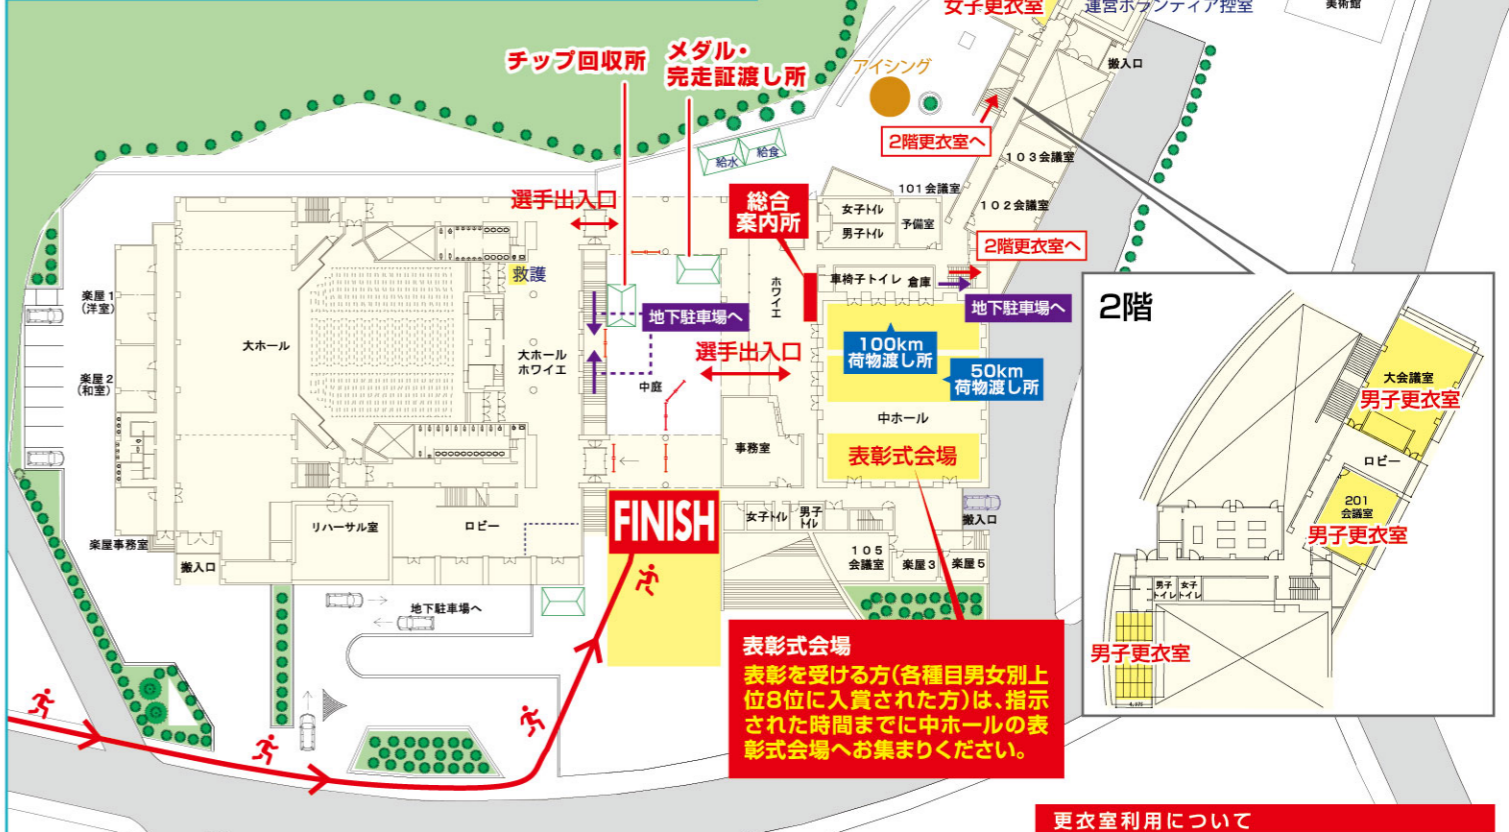 女子更衣室
運営ボランティア控室
美術館
チップ回収所
メダル・
完走証渡し所
アイシング
搬入口
2階更衣室へ
給水
給食
103会議室
選手出入口
総合
案内所
101会議室
女子トイレ
予備室
男子トイレ
102会議室
2階更衣室へ
救護
ホワイエ
車椅子トイレ
倉庫
楽屋1
(洋室)
地下駐車場へ
地下駐車場へ
大ホール
大ホール
ホワイエ
選手出入口
100km
荷物渡し所
50km
荷物渡し所
楽屋2
(和室)
中庭
中ホール
事務室
表彰式会場
FINISH
リハーサル室
ロビー
女子トイレ
男子
トイレ
搬入口
楽屋事務室
搬入口
105
会議室
楽屋3
楽屋5
地下駐車場へ
表彰式会場
表彰を受ける方(各種目男女別上
位8位に入賞された方)は、指示
された時間までに中ホールの表
彰式会場へお集まりください。
2階
大会議室
男子更衣室
ロビー
201
会議室
男子更衣室
男子
トイレ
女子
トイレ
男子更衣室
更衣室利用について